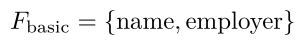 F_basic = {name, employer}